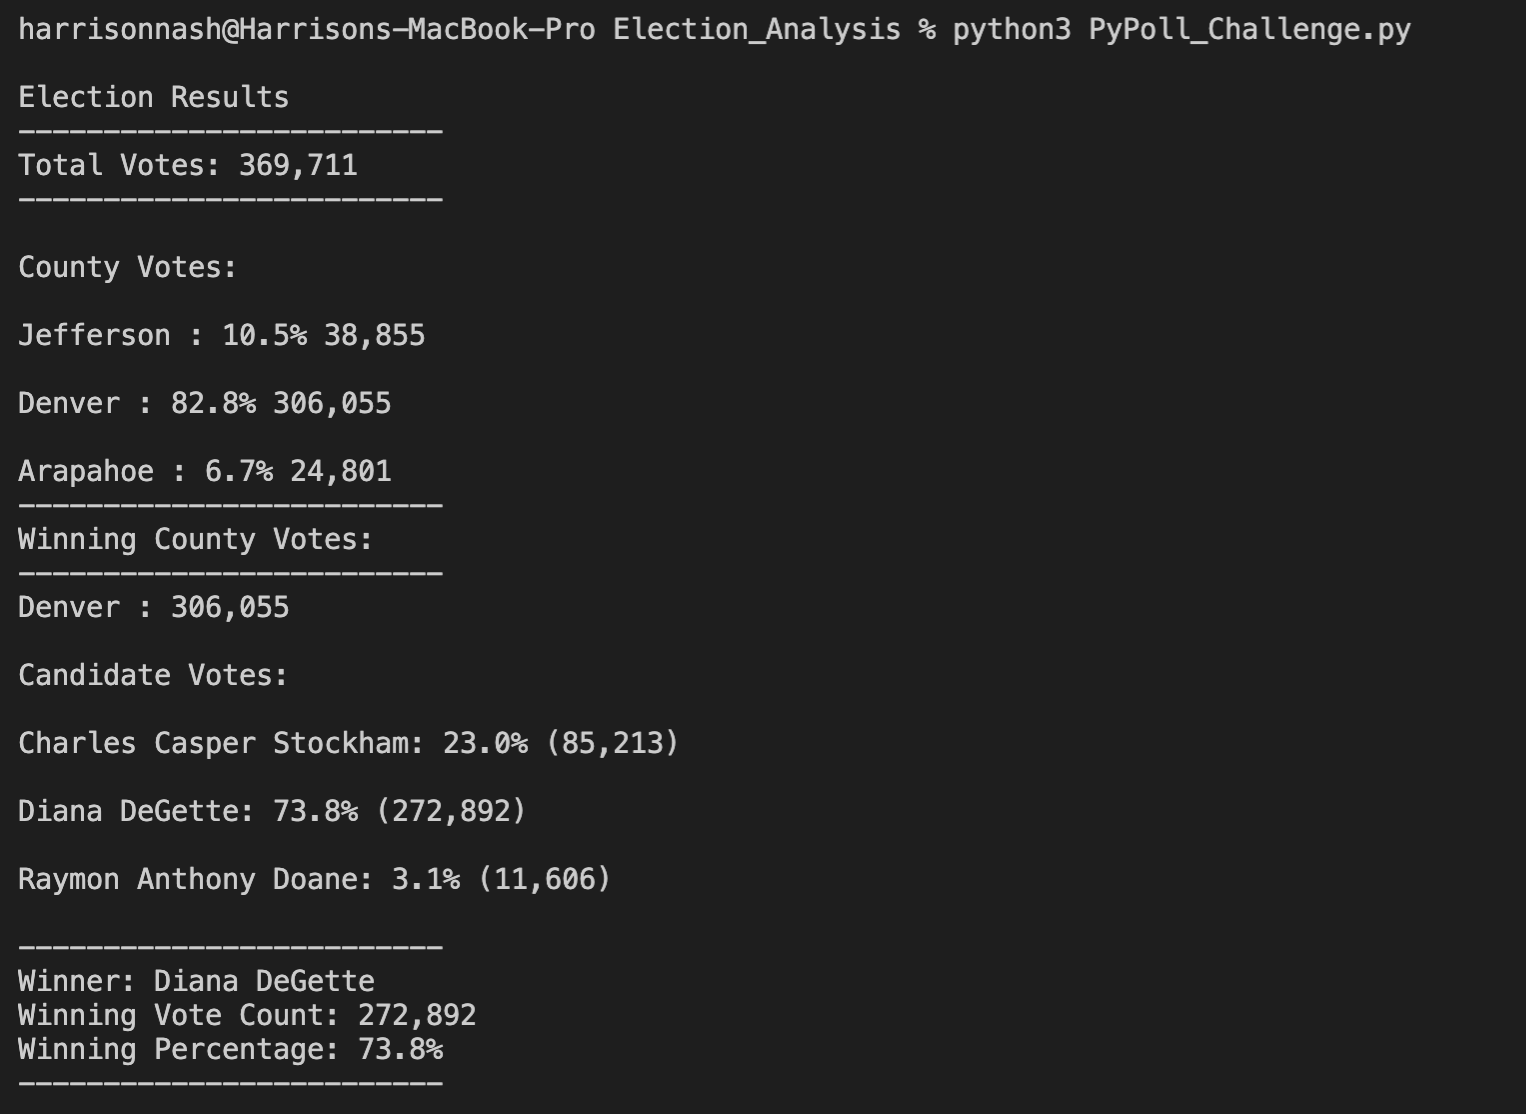 harrisonnash@Harrisons-MacBook-Pro Election_Analysis % python3 PyPoll_Challenge.py
Election Results
-------------------------
Total Votes: 369,711
-------------------------
County Votes:
Jefferson : 10.5% 38,855
Denver : 82.8% 306,055
Arapahoe : 6.7% 24,801
-------------------------
Winning County Votes:
-------------------------
Denver : 306,055
Candidate Votes:
Charles Casper Stockham: 23.0% (85,213)
Diana DeGette: 73.8% (272,892)
Raymon Anthony Doane: 3.1% (11,606)
-------------------------
Winner: Diana DeGette
Winning Vote Count: 272,892
Winning Percentage: 73.8%
-------------------------